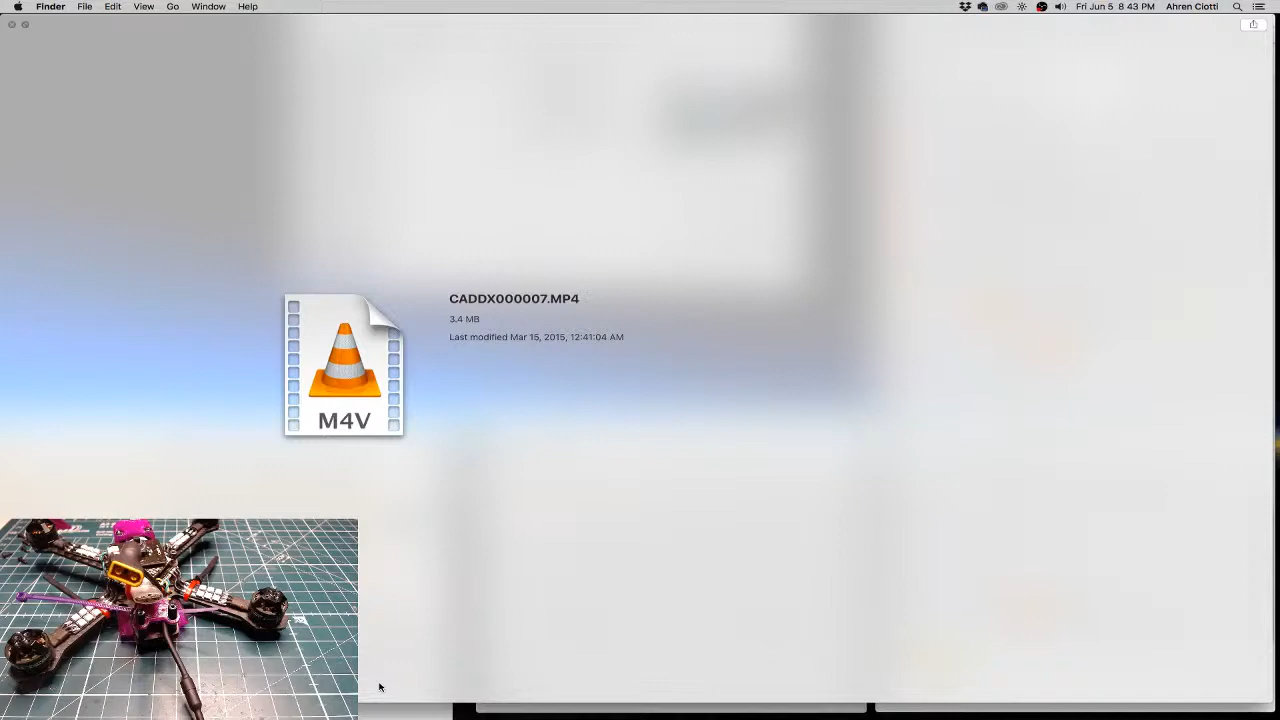 Finder File Edit View Go Window Help Fri Jun 5 8 43 PM Ahren Ciotti
CADDX000007.MP4
3.4 MB
Last modified Mar 15, 2015, 12:41:04 AM
M4V